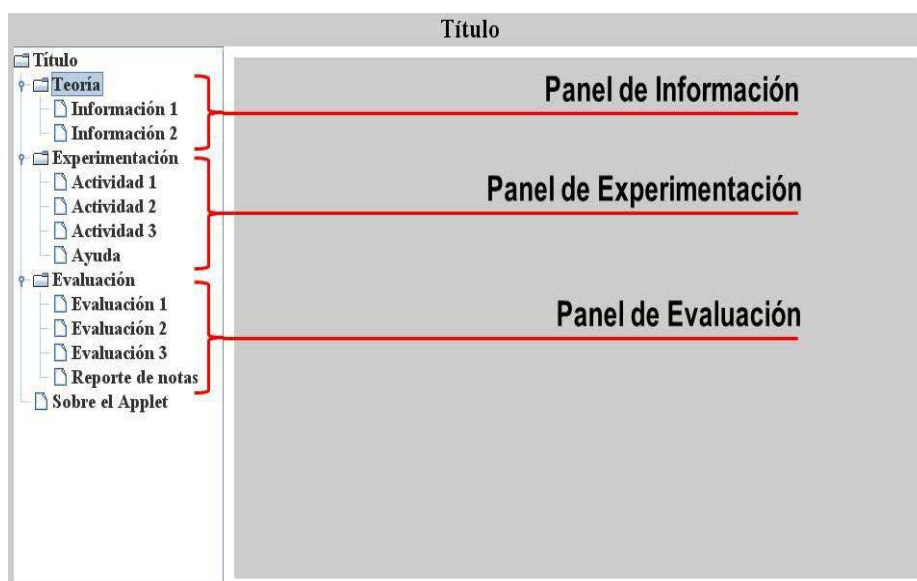 Título
Título
Teoría
Información 1
Información 2
Experimentación
Actividad 1
Actividad 2
Actividad 3
Ayuda
Evaluación
Evaluación 1
Evaluación 2
Evaluación 3
Reporte de notas
Sobre el Applet
Panel de Información
Panel de Experimentación
Panel de Evaluación